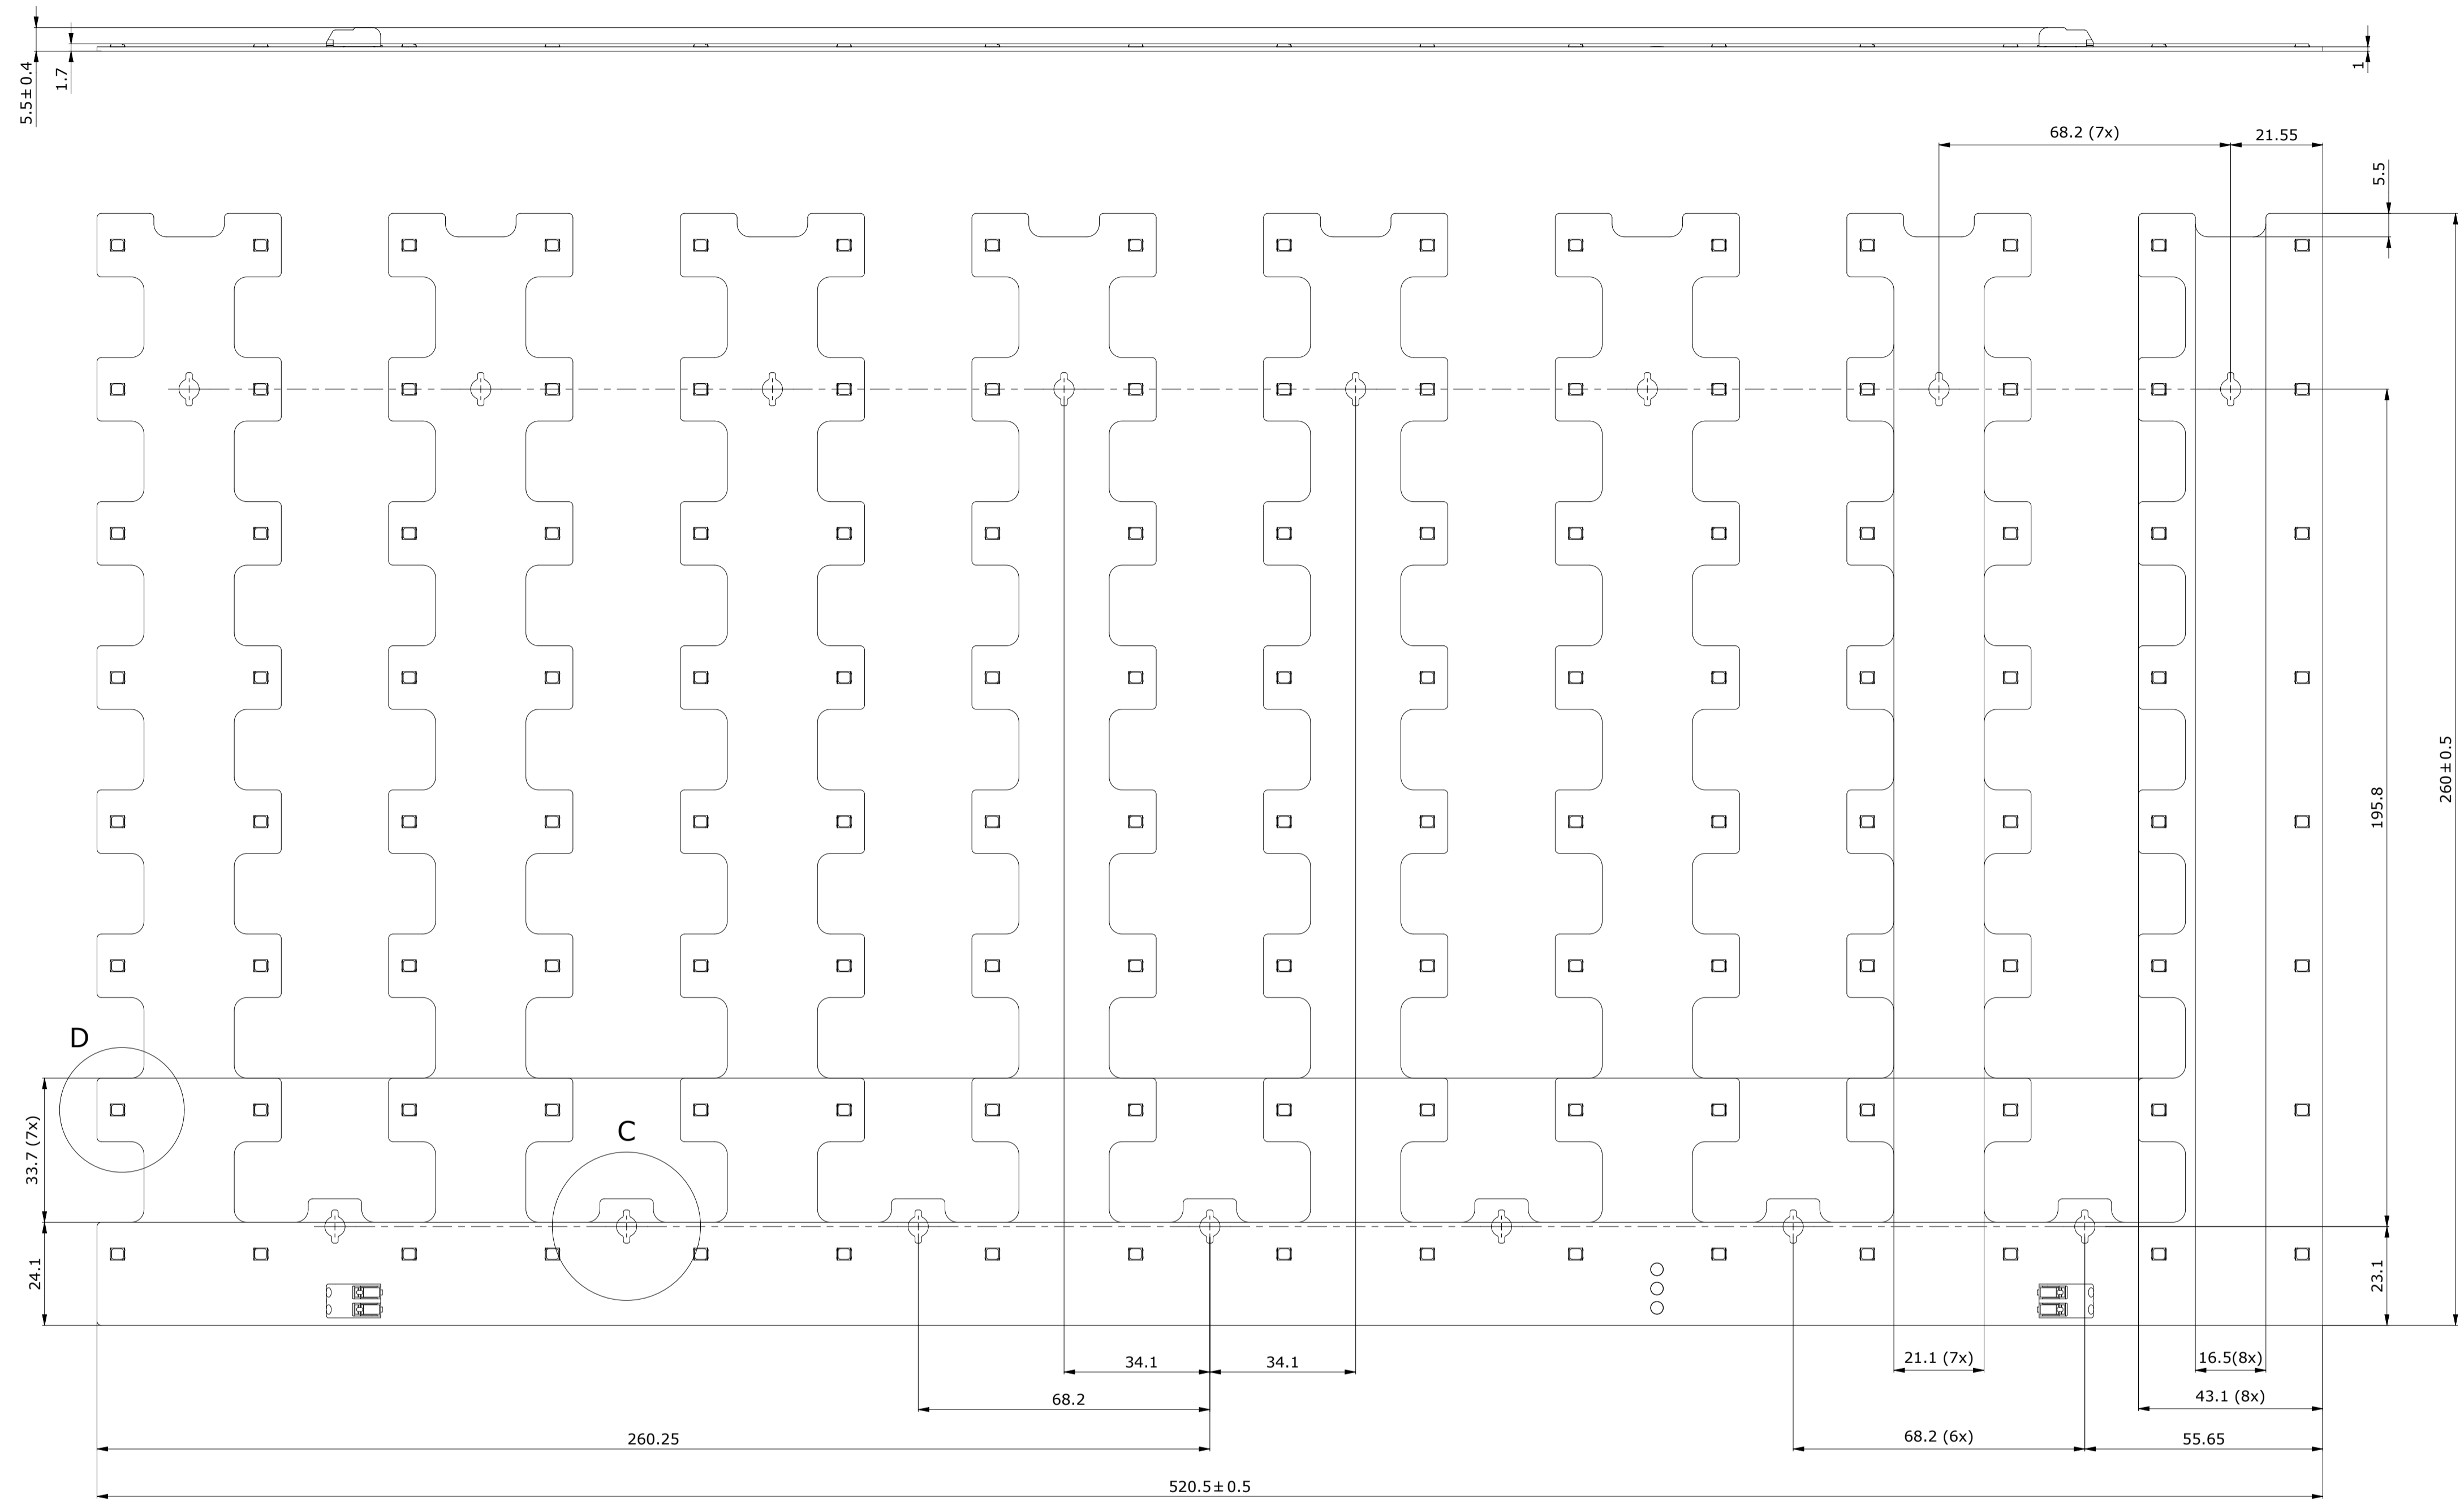 5.5±0.4
1.7
1
68.2 (7x)
21.55
5.5
260±0.5
195.8
D
C
33.7 (7x)
24.1
23.1
34.1
34.1
21.1 (7x)
16.5(8x)
68.2
43.1 (8x)
260.25
68.2 (6x)
55.65
520.5±0.5